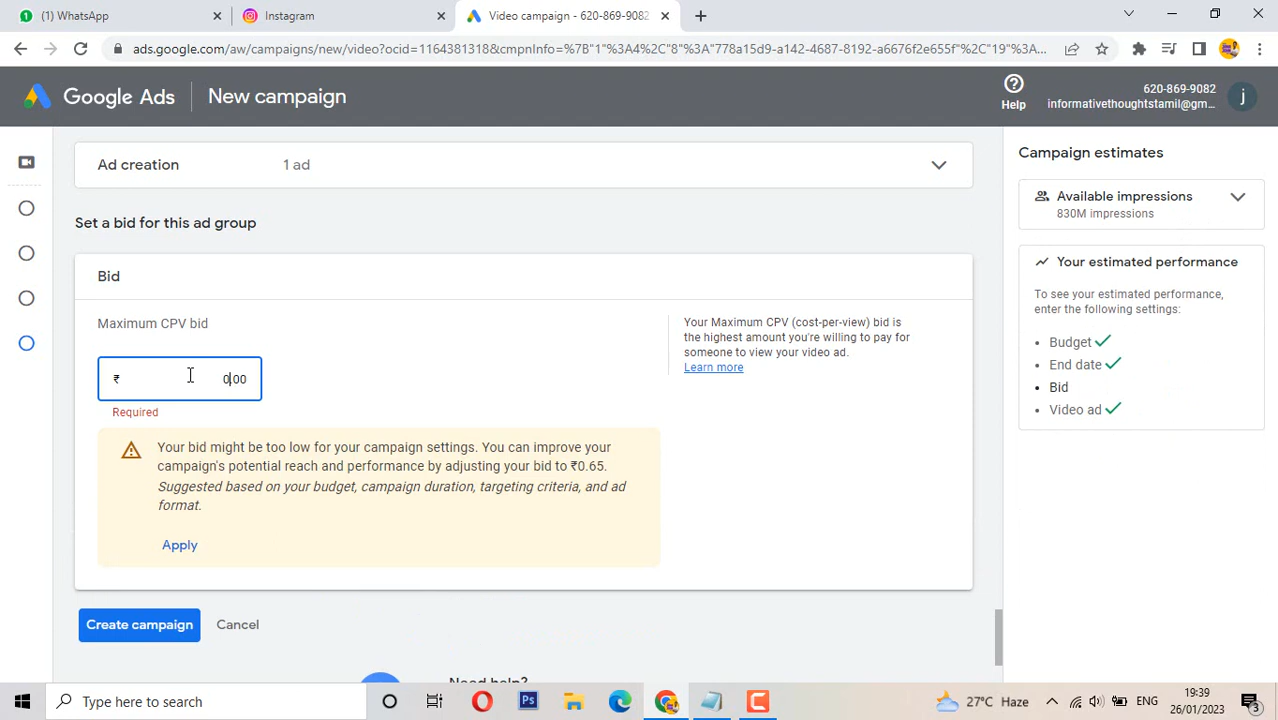 (1) WhatsApp
Instagram
Video campaign - 620-869-9082
ads.google.com/aw/campaigns/new/video?ocid=1164381318&cmpnInfo=%7B"1"%3A4%2C"8"%3A"778a15d9-a142-4687-8192-a6676f2e655f"%2C"19"%3A...
Google Ads
New campaign
Help
620-869-9082
informativethoughtstamil@gm...
j
Ad creation
1 ad
Set a bid for this ad group
Bid
Maximum CPV bid
₹ 0.00
Required
Your bid might be too low for your campaign settings. You can improve your
campaign's potential reach and performance by adjusting your bid to ₹0.65.
Suggested based on your budget, campaign duration, targeting criteria, and ad
format.
Apply
Your Maximum CPV (cost-per-view) bid is
the highest amount you're willing to pay for
someone to view your video ad.
Learn more
Create campaign
Cancel
Need help?
Campaign estimates
Available impressions
830M impressions
Your estimated performance
To see your estimated performance,
enter the following settings:
• Budget
• End date
• Bid
• Video ad
Type here to search
Ps
27°C Haze
ENG
19:39
26/01/2023
3